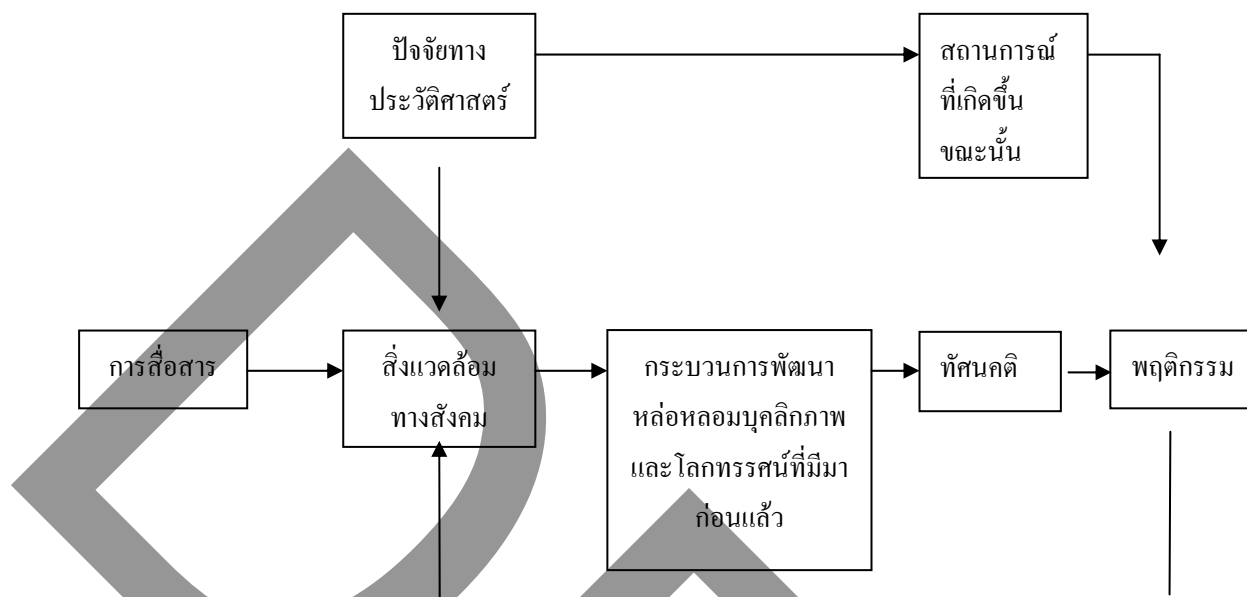 ปัจจัยทาง
ประวัติศาสตร์
สถานการณ์
ที่เกิดขึ้น
ขณะนั้น
การสื่อสาร
สิ่งแวดล้อม
ทางสังคม
กระบวนการพัฒนา
หล่อหลอมบุคลิกภาพ
และโลกทรรศน์ที่มีมา
ก่อนแล้ว
ทัศนคติ
พฤติกรรม